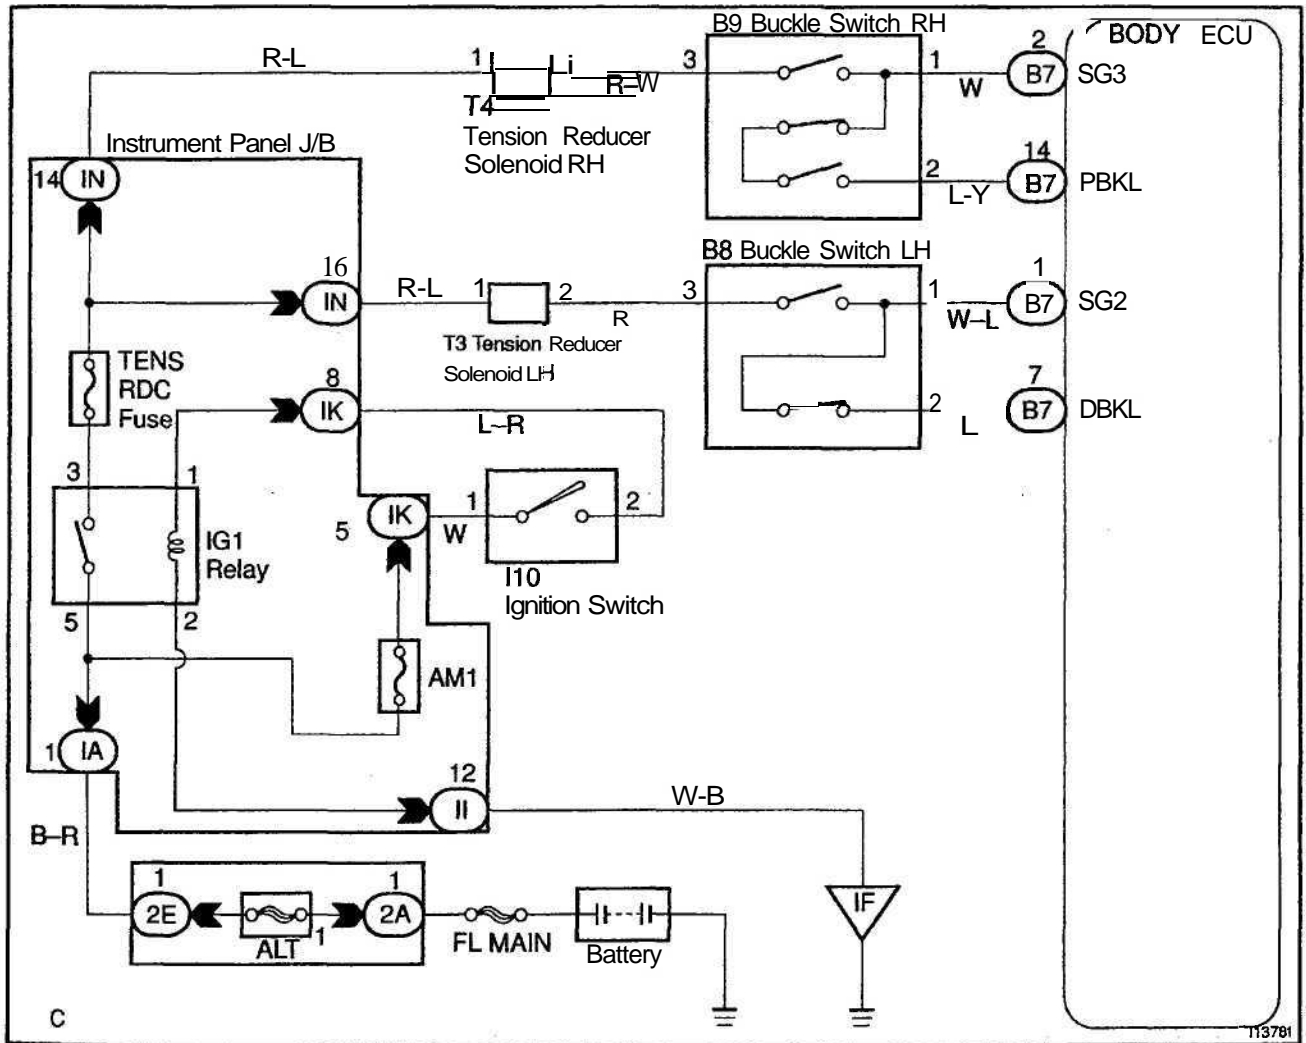 B9 Buckle Switch RH
BODY ECU
R-L
1
Li
R-W
3
1
W
2
B7
SG3
T4
Tension Reducer
Solenoid RH
Instrument Panel J/B
14
IN
2
L-Y
14
B7
PBKL
B8 Buckle Switch LH
16
IN
R-L
1
2
R
3
1
W-L
1
B7
SG2
T3 Tension Reducer
Solenoid LH
TENS
RDC
Fuse
8
IK
L-R
2
L
7
B7
DBKL
3
1
5
IK
W
1
2
IG1
Relay
I10
Ignition Switch
5
2
AM1
1
IA
12
II
W-B
B-R
1
2E
ALT
1
1
2A
FL MAIN
Battery
IF
C
I13781